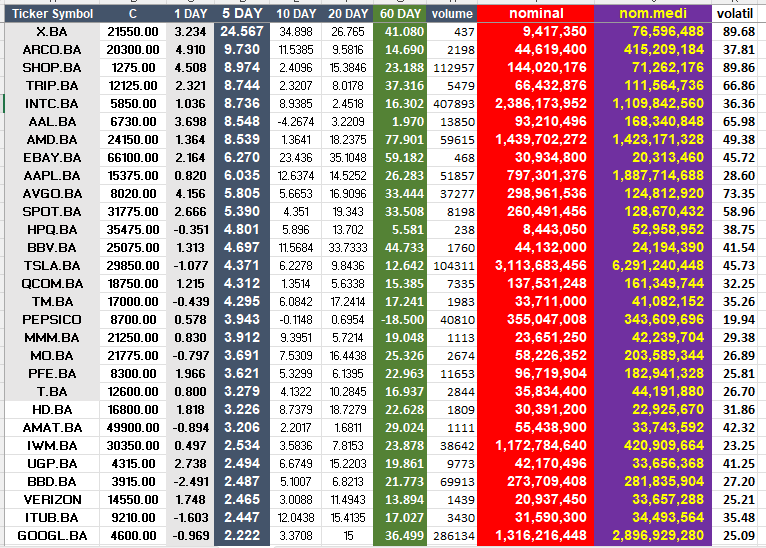 Ticker Symbol C 1 DAY 5 DAY 10 DAY 20 DAY 60 DAY volume nominal nom.medi volatil
X.BA 21550.00 3.234 24.567 34.898 26.765 41.080 437 9,417,350 76,596,488 89.68
ARCO.BA 20300.00 4.910 9.730 11.5385 9.5816 14.690 2198 44,619,400 415,209,184 37.81
SHOP.BA 1275.00 4.508 8.974 2.4096 15.3846 23.188 112957 144,020,176 71,262,176 89.86
TRIP.BA 12125.00 2.321 8.744 2.3207 8.0178 37.316 5479 66,432,876 111,564,736 66.86
INTC.BA 5850.00 1.036 8.736 8.9385 2.4518 16.302 407893 2,386,173,952 1,109,842,560 36.36
AAL.BA 6730.00 3.698 8.548 -4.2674 3.2209 1.970 13850 93,210,496 168,340,848 65.98
AMD.BA 24150.00 1.364 8.539 1.3641 18.2375 77.901 59615 1,439,702,272 1,423,171,328 49.38
EBAY.BA 66100.00 2.164 6.270 23.436 35.1048 59.182 468 30,934,800 20,313,460 45.72
AAPL.BA 15375.00 0.820 6.035 12.6374 14.5252 26.283 51857 797,301,376 1,887,714,688 28.60
AVGO.BA 8020.00 4.156 5.805 5.6653 16.9096 33.444 37277 298,961,536 124,812,920 73.35
SPOT.BA 31775.00 2.666 5.390 4.351 19.343 33.508 8198 260,491,456 128,670,432 58.96
HPQ.BA 35475.00 -0.351 4.801 5.896 13.702 5.581 238 8,443,050 52,958,952 38.75
BBV.BA 25075.00 1.313 4.697 11.5684 33.7333 44.733 1760 44,132,000 24,194,390 41.54
TSLA.BA 29850.00 -1.077 4.371 6.2278 9.8436 12.642 104311 3,113,683,456 6,291,240,448 45.73
QCOM.BA 18750.00 1.215 4.312 1.3514 5.6338 15.385 7335 137,531,248 161,349,744 32.25
TM.BA 17000.00 -0.439 4.295 6.0842 17.2414 17.241 1983 33,711,000 41,082,152 35.26
PEPSICO 8700.00 0.578 3.943 -0.1148 0.6954 -18.500 40810 355,047,008 343,609,696 19.94
MMM.BA 21250.00 0.830 3.912 9.3951 5.7214 19.048 1113 23,651,250 42,239,704 29.38
MO.BA 21775.00 -0.797 3.691 7.5309 16.4438 25.326 2674 58,226,352 203,589,344 26.89
PFE.BA 8300.00 1.966 3.621 5.3299 6.1395 22.963 11653 96,719,904 182,941,328 25.81
T.BA 12600.00 0.800 3.279 4.1322 10.2845 16.937 2844 35,834,400 44,191,880 26.70
HD.BA 16800.00 1.818 3.226 8.7379 18.7279 22.628 1809 30,391,200 22,925,670 31.86
AMAT.BA 49900.00 -0.894 3.206 2.2017 1.6811 29.024 1111 55,438,900 33,743,592 42.32
IWM.BA 30350.00 0.497 2.534 3.5836 7.8153 23.878 38642 1,172,784,640 420,909,664 23.25
UGP.BA 4315.00 2.738 2.494 6.6749 15.2203 19.861 9773 42,170,496 33,656,368 41.25
BBD.BA 3915.00 -2.491 2.487 5.1007 6.8213 21.773 69913 273,709,408 281,835,904 27.20
VERIZON 14550.00 1.748 2.465 3.0088 11.4943 13.894 1439 20,937,450 33,657,288 25.21
ITUB.BA 9210.00 -1.603 2.447 12.0438 15.4135 17.027 3430 31,590,300 34,493,564 35.48
GOOGL.BA 4600.00 -0.969 2.222 3.3708 15 36.499 286134 1,316,216,448 2,896,929,280 25.09